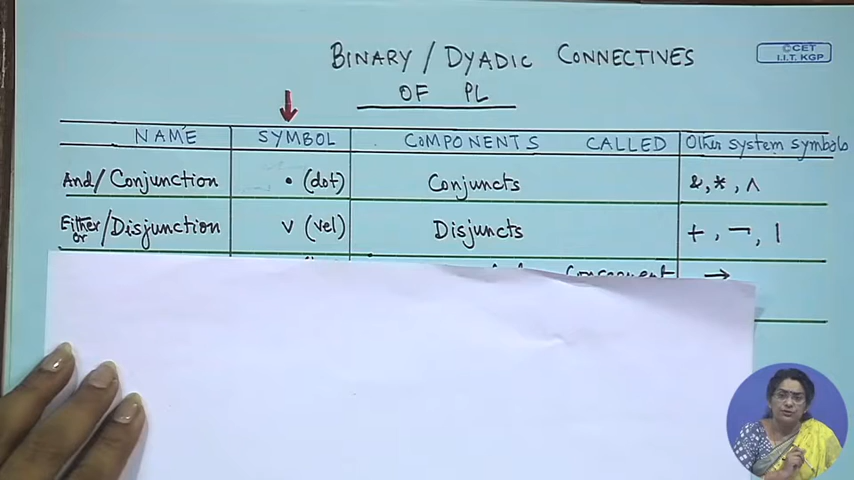 BINARY / DYADIC CONNECTIVES
OF PL
©CET
I.I.T. KGP
NAME SYMBOL COMPONENTS CALLED Other system symbols
And/Conjunction • (dot) Conjuncts &, *, ∧
Either or/Disjunction v (vel) Disjuncts +, ¬, |
→